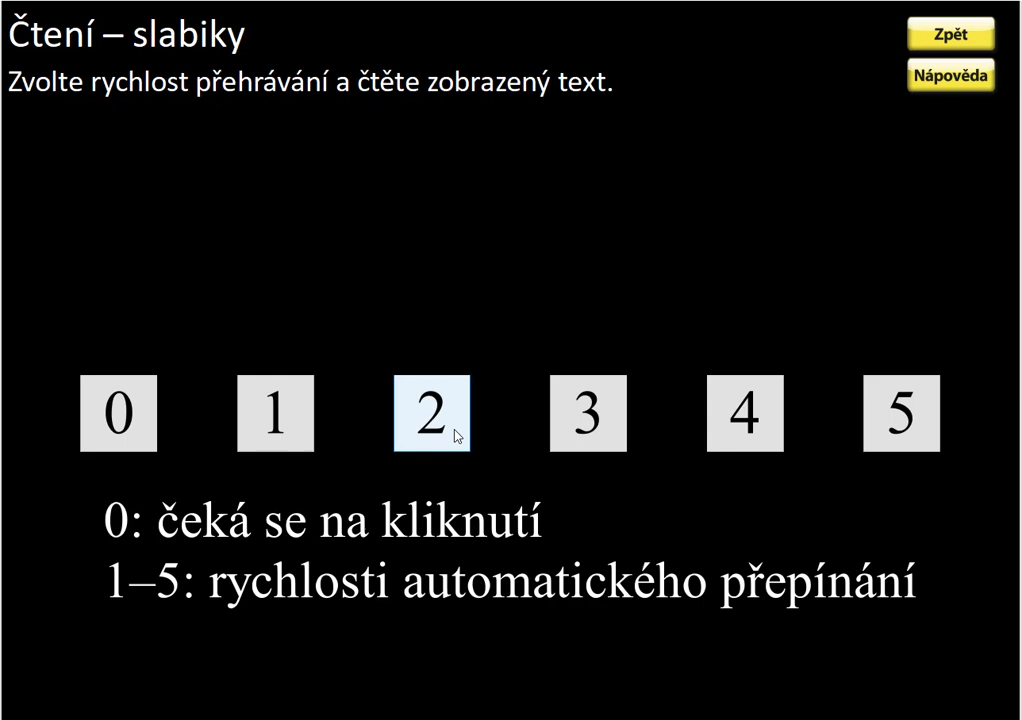 Čtení – slabiky
Zpět
Zvolte rychlost přehrávání a čtěte zobrazený text.
Nápověda
0 1 2 3 4 5
0: čeká se na kliknutí
1–5: rychlosti automatického přepínání